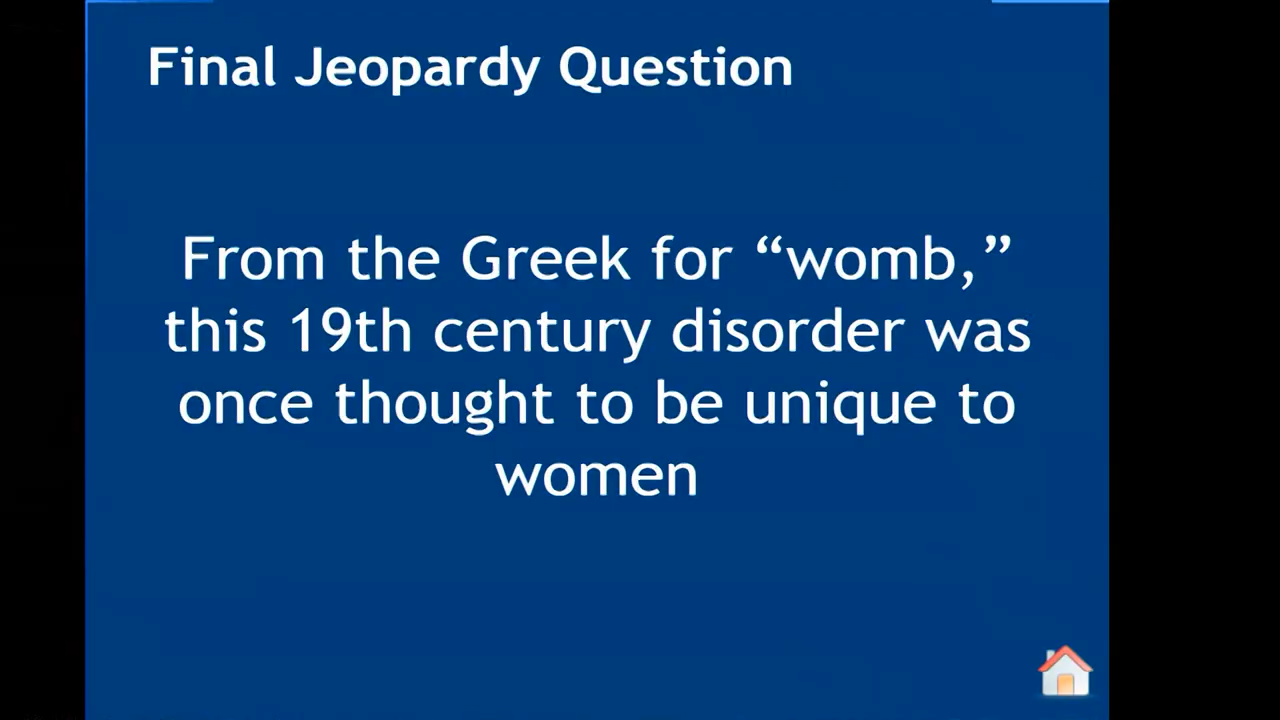 Final Jeopardy Question
From the Greek for “womb,”
this 19th century disorder was
once thought to be unique to
women